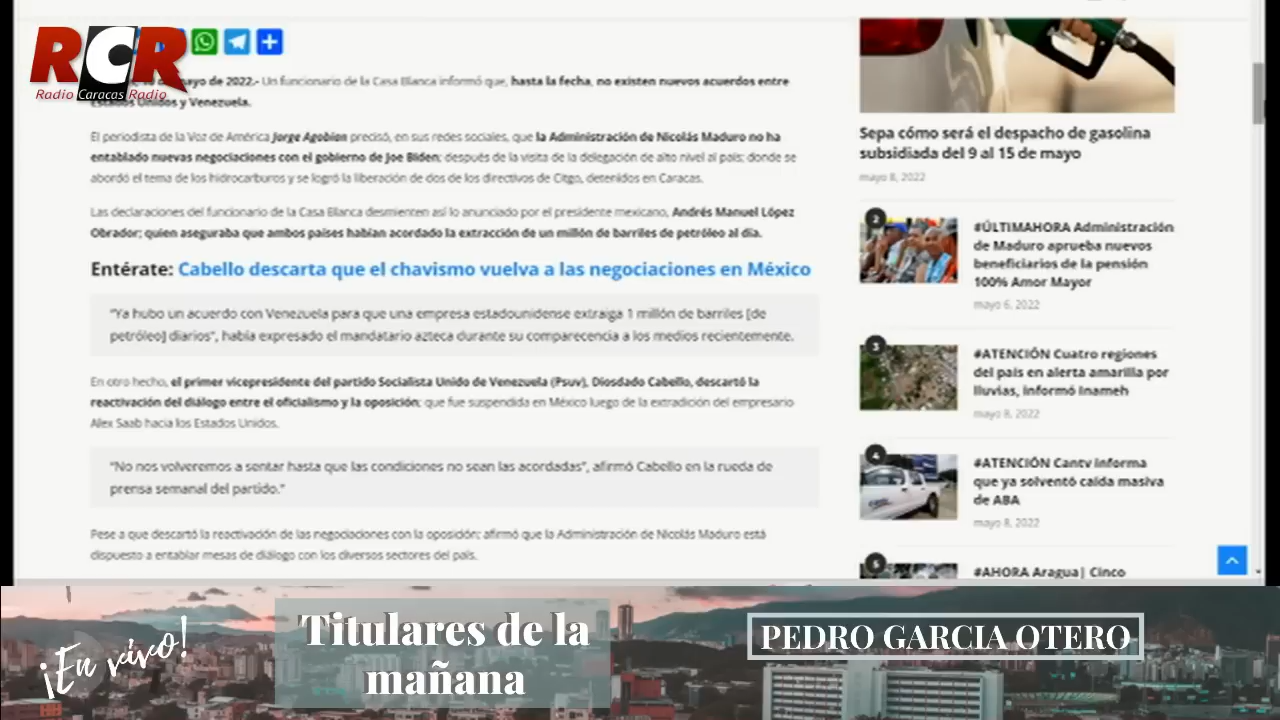 RCR
Radio Caracas Radio
mayo de 2022.- Un funcionario de la Casa Blanca informó que, hasta la fecha, no existen nuevos acuerdos entre
Estados Unidos y Venezuela.
El periodista de la Voz de América Jorge Agobian precisó, en sus redes sociales, que la Administración de Nicolás Maduro no ha
entablado nuevas negociaciones con el gobierno de Joe Biden; después de la visita de la delegación de alto nivel al país; donde se
abordó el tema de los hidrocarburos y se logró la liberación de dos de los directivos de Citgo, detenidos en Caracas.
Las declaraciones del funcionario de la Casa Blanca desmienten así lo anunciado por el presidente mexicano, Andrés Manuel López
Obrador; quien aseguraba que ambos países habían acordado la extracción de un millón de barriles de petróleo al día.
Entérate: Cabello descarta que el chavismo vuelva a las negociaciones en México
"Ya hubo un acuerdo con Venezuela para que una empresa estadounidense extraiga 1 millón de barriles [de
petróleo] diarios", había expresado el mandatario azteca durante su comparecencia a los medios recientemente.
En otro hecho, el primer vicepresidente del partido Socialista Unido de Venezuela (Psuv), Diosdado Cabello, descartó la
reactivación del diálogo entre el oficialismo y la oposición; que fue suspendida en México luego de la extradición del empresario
Alex Saab hacia los Estados Unidos.
"No nos volveremos a sentar hasta que las condiciones no sean las acordadas", afirmó Cabello en la rueda de
prensa semanal del partido."
Pese a que descartó la reactivación de las negociaciones con la oposición; afirmó que la Administración de Nicolás Maduro está
dispuesto a entablar mesas de diálogo con los diversos sectores del país.
Sepa cómo será el despacho de gasolina
subsidiada del 9 al 15 de mayo
mayo 8, 2022
2
#ÚLTIMAHORA Administración
de Maduro aprueba nuevos
beneficiarios de la pensión
100% Amor Mayor
mayo 6, 2022
3
#ATENCIÓN Cuatro regiones
del país en alerta amarilla por
lluvias, informó Inameh
mayo 8, 2022
4
#ATENCIÓN Cantv informa
que ya solventó caída masiva
de ABA
mayo 8, 2022
5
#AHORA Aragua| Cinco
¡En vivo!
Titulares de la
mañana
PEDRO GARCIA OTERO